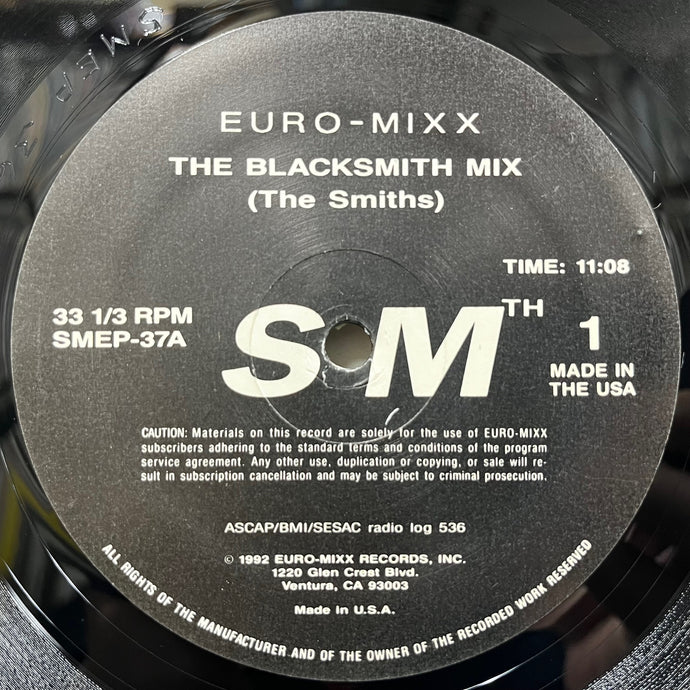 SMEP
EURO-MIXX
THE BLACKSMITH MIX
(The Smiths)
TIME: 11:08
33 1/3 RPM
SMEP-37A
S M TH
1
MADE IN
THE USA
CAUTION: Materials on this record are solely for the use of EURO-MIXX
subscribers adhering to the standard terms and conditions of the program
service agreement. Any other use, duplication or copying, or sale will re-
sult in subscription cancellation and may be subject to criminal prosecution.
ASCAP/BMI/SESAC radio log 536
© 1992 EURO-MIXX RECORDS, INC.
1220 Glen Crest Blvd.
Ventura, CA 93003
Made In U.S.A.
ALL RIGHTS OF THE MANUFACTURER AND OF THE OWNER OF THE RECORDED WORK RESERVED